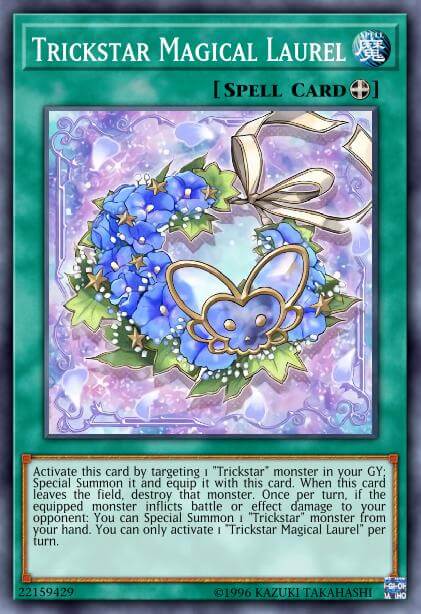 TRICKSTAR MAGICAL LAUREL
SPELL
魔
[SPELL CARD]
Activate this card by targeting 1 "Trickstar" monster in your GY;
Special Summon it and equip it with this card. When this card
leaves the field, destroy that monster. Once per turn, if the
equipped monster inflicts battle or effect damage to your
opponent: You can Special Summon 1 "Trickstar" monster from
your hand. You can only activate 1 "Trickstar Magical Laurel" per
turn.
22159429
©1996 KAZUKI TAKAHASHI